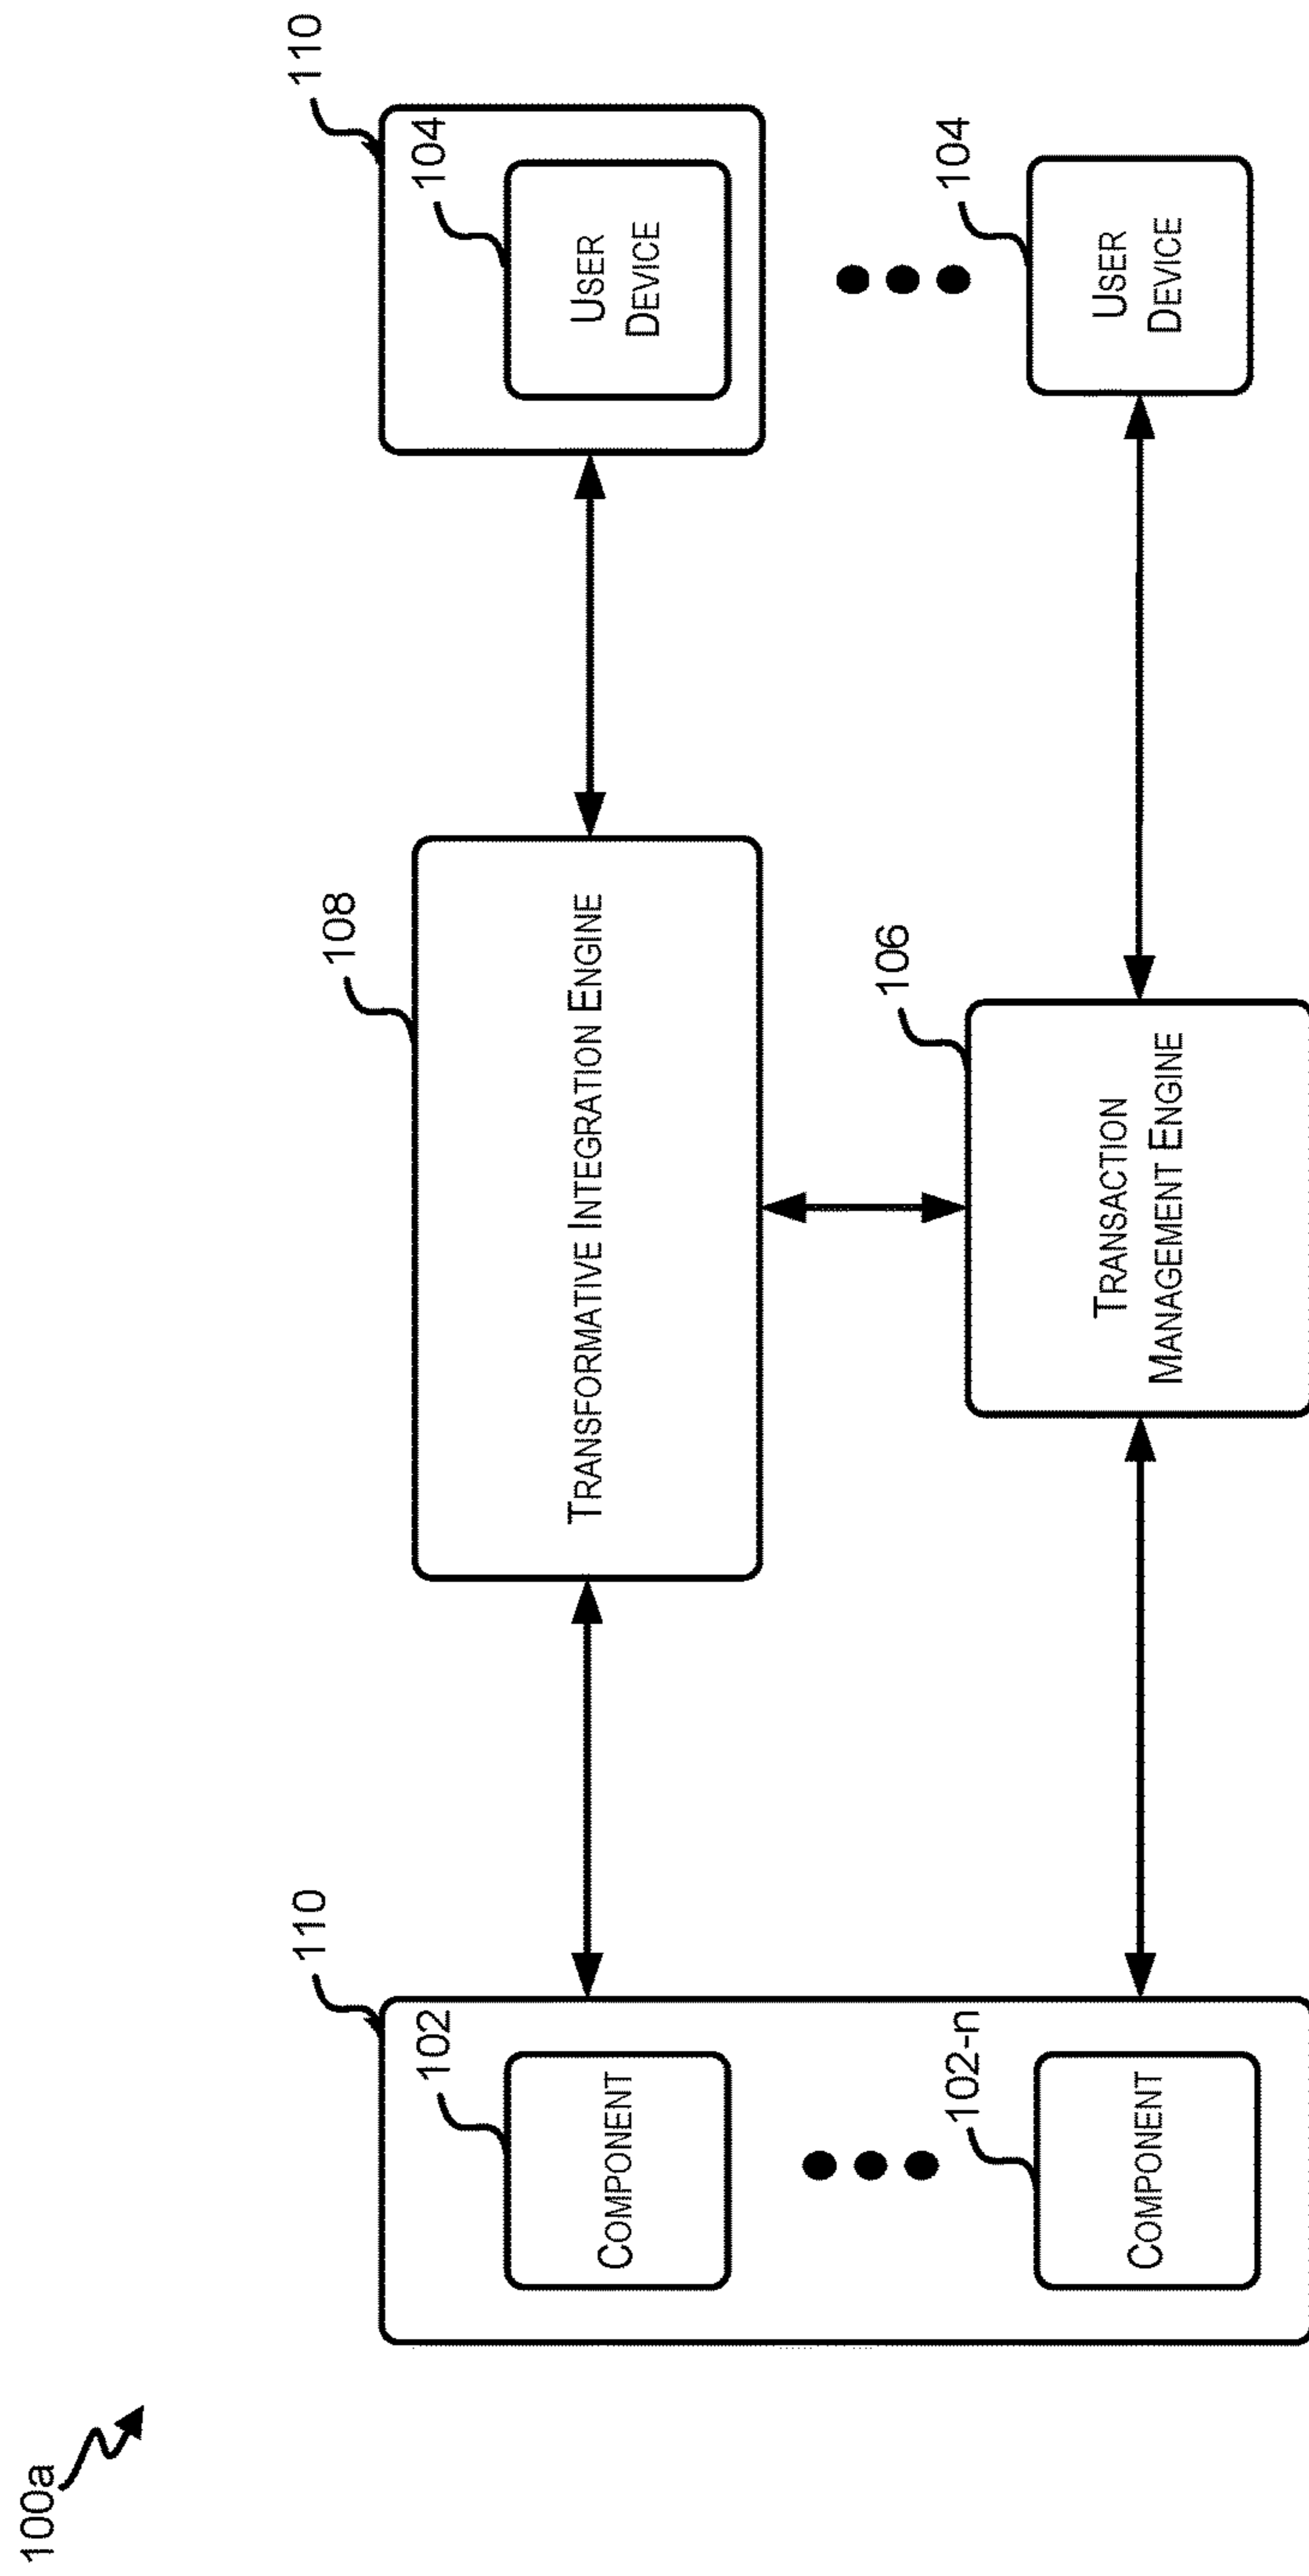 100a
110
102
COMPONENT
102-n
COMPONENT
108
TRANSFORMATIVE INTEGRATION ENGINE
106
TRANSACTION
MANAGEMENT ENGINE
110
104
USER
DEVICE
104
USER
DEVICE